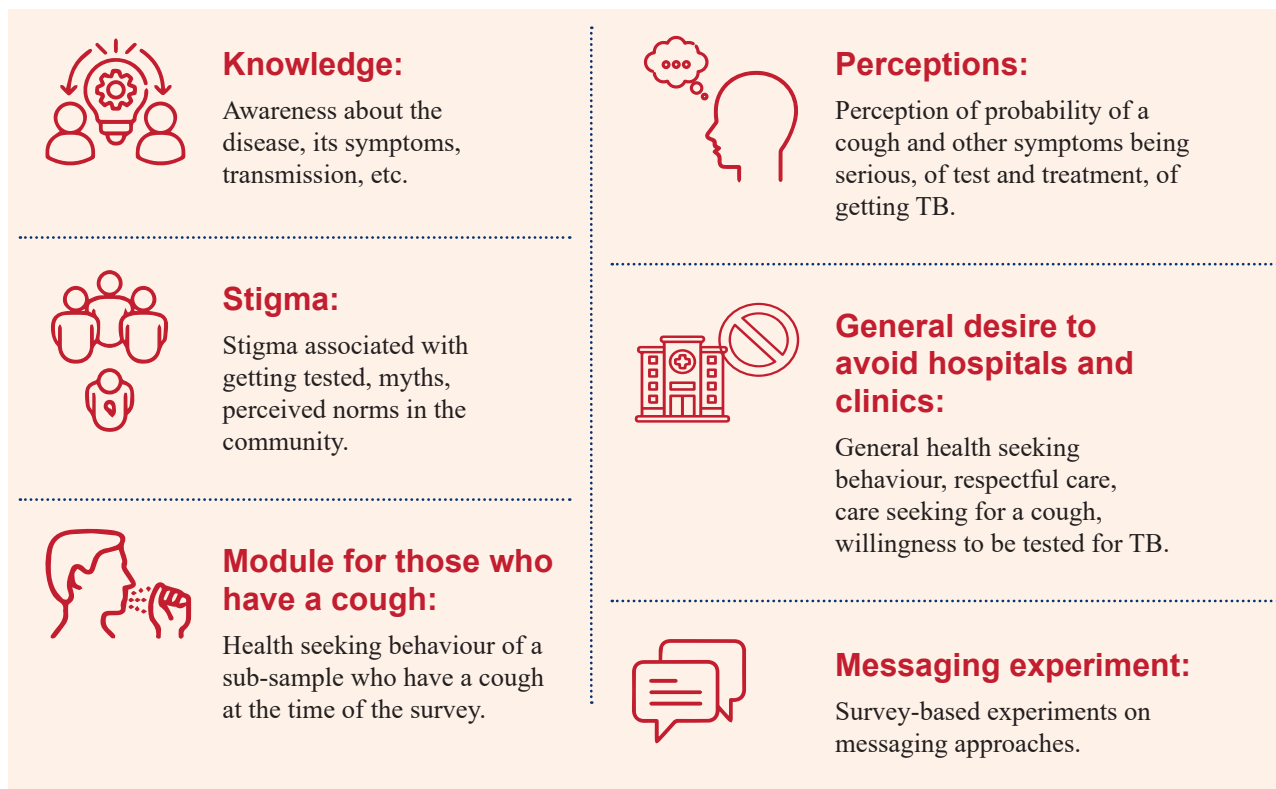 Knowledge:
Awareness about the
disease, its symptoms,
transmission, etc.
Stigma:
Stigma associated with
getting tested, myths,
perceived norms in the
community.
Module for those who
have a cough:
Health seeking behaviour of a
sub-sample who have a cough
at the time of the survey.
Perceptions:
Perception of probability of a
cough and other symptoms being
serious, of test and treatment, of
getting TB.
General desire to
avoid hospitals and
clinics:
General health seeking
behaviour, respectful care,
care seeking for a cough,
willingness to be tested for TB.
Messaging experiment:
Survey-based experiments on
messaging approaches.